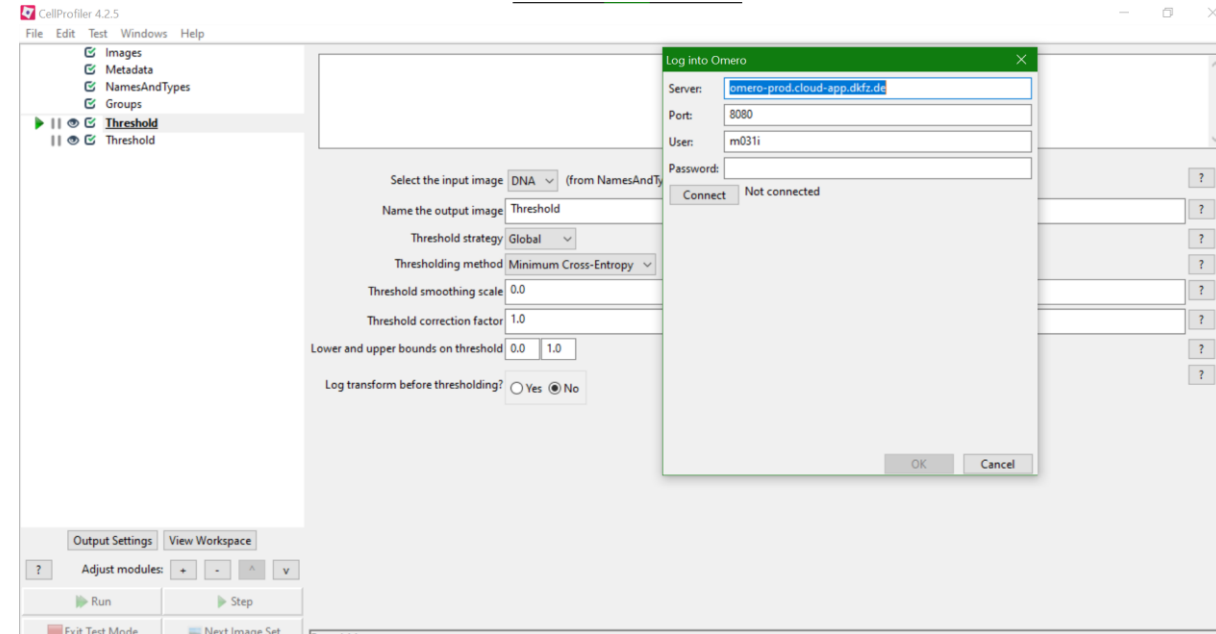 CellProfiler 4.2.5
File Edit Test Windows Help
Images
Metadata
NamesAndTypes
Groups
Threshold
Threshold
Select the input image DNA (from NamesAndTy
Name the output image Threshold
Threshold strategy Global
Thresholding method Minimum Cross-Entropy
Threshold smoothing scale 0.0
Threshold correction factor 1.0
Lower and upper bounds on threshold 0.0 1.0
Log transform before thresholding? Yes No
Log into Omero
Server: omero-prod.cloud-app.dkfz.de
Port: 8080
User: m031i
Password:
Connect Not connected
OK Cancel
?
?
?
?
?
?
?
?
Output Settings View Workspace
? Adjust modules: + - ^ v
Run Step
Exit Test Mode Next Image Set